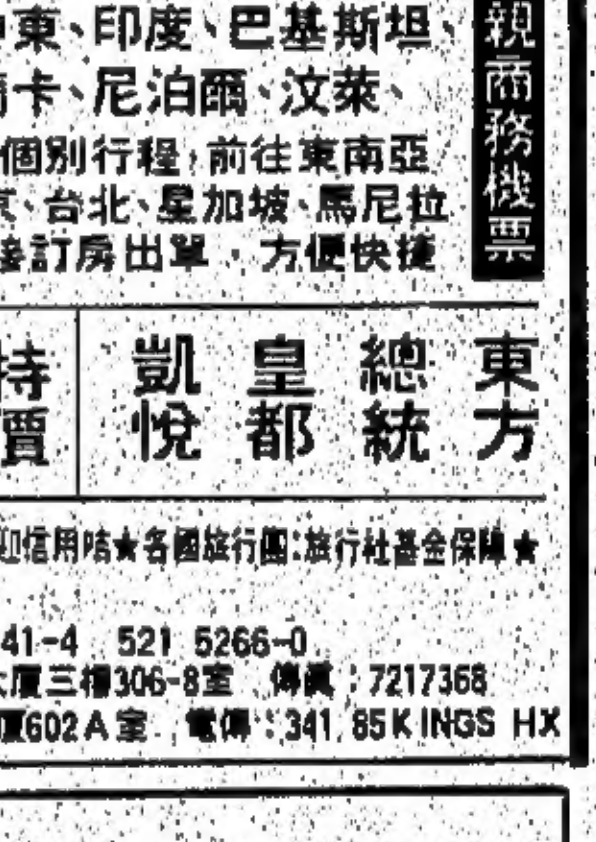 親商務機票
東、印度、巴基斯坦、
卡、尼泊爾、汶萊、
個別行程，前往東南亞
、台北、星加坡、馬尼拉
接訂房出單，方便快捷
東方
總統
皇都
凱悅
特價
迎信用咭★各國旅行團：旅行社基金保障★
41-4 521 5266-0
大廈三樓306-8室 傳真：7217368
廈602A室 電傳：34185 KINGS HX